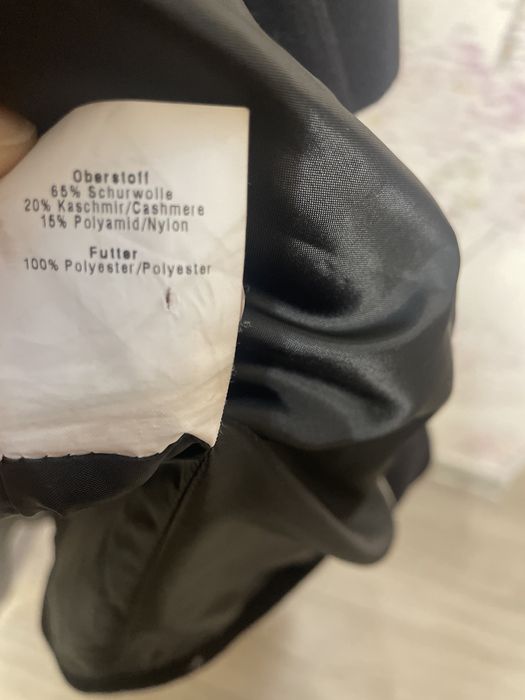 Oberstoff
65% Schurwolle
20% Kaschmir/Cashmere
15% Polyamid/Nylon
Futter
100% Polyester/Polyester